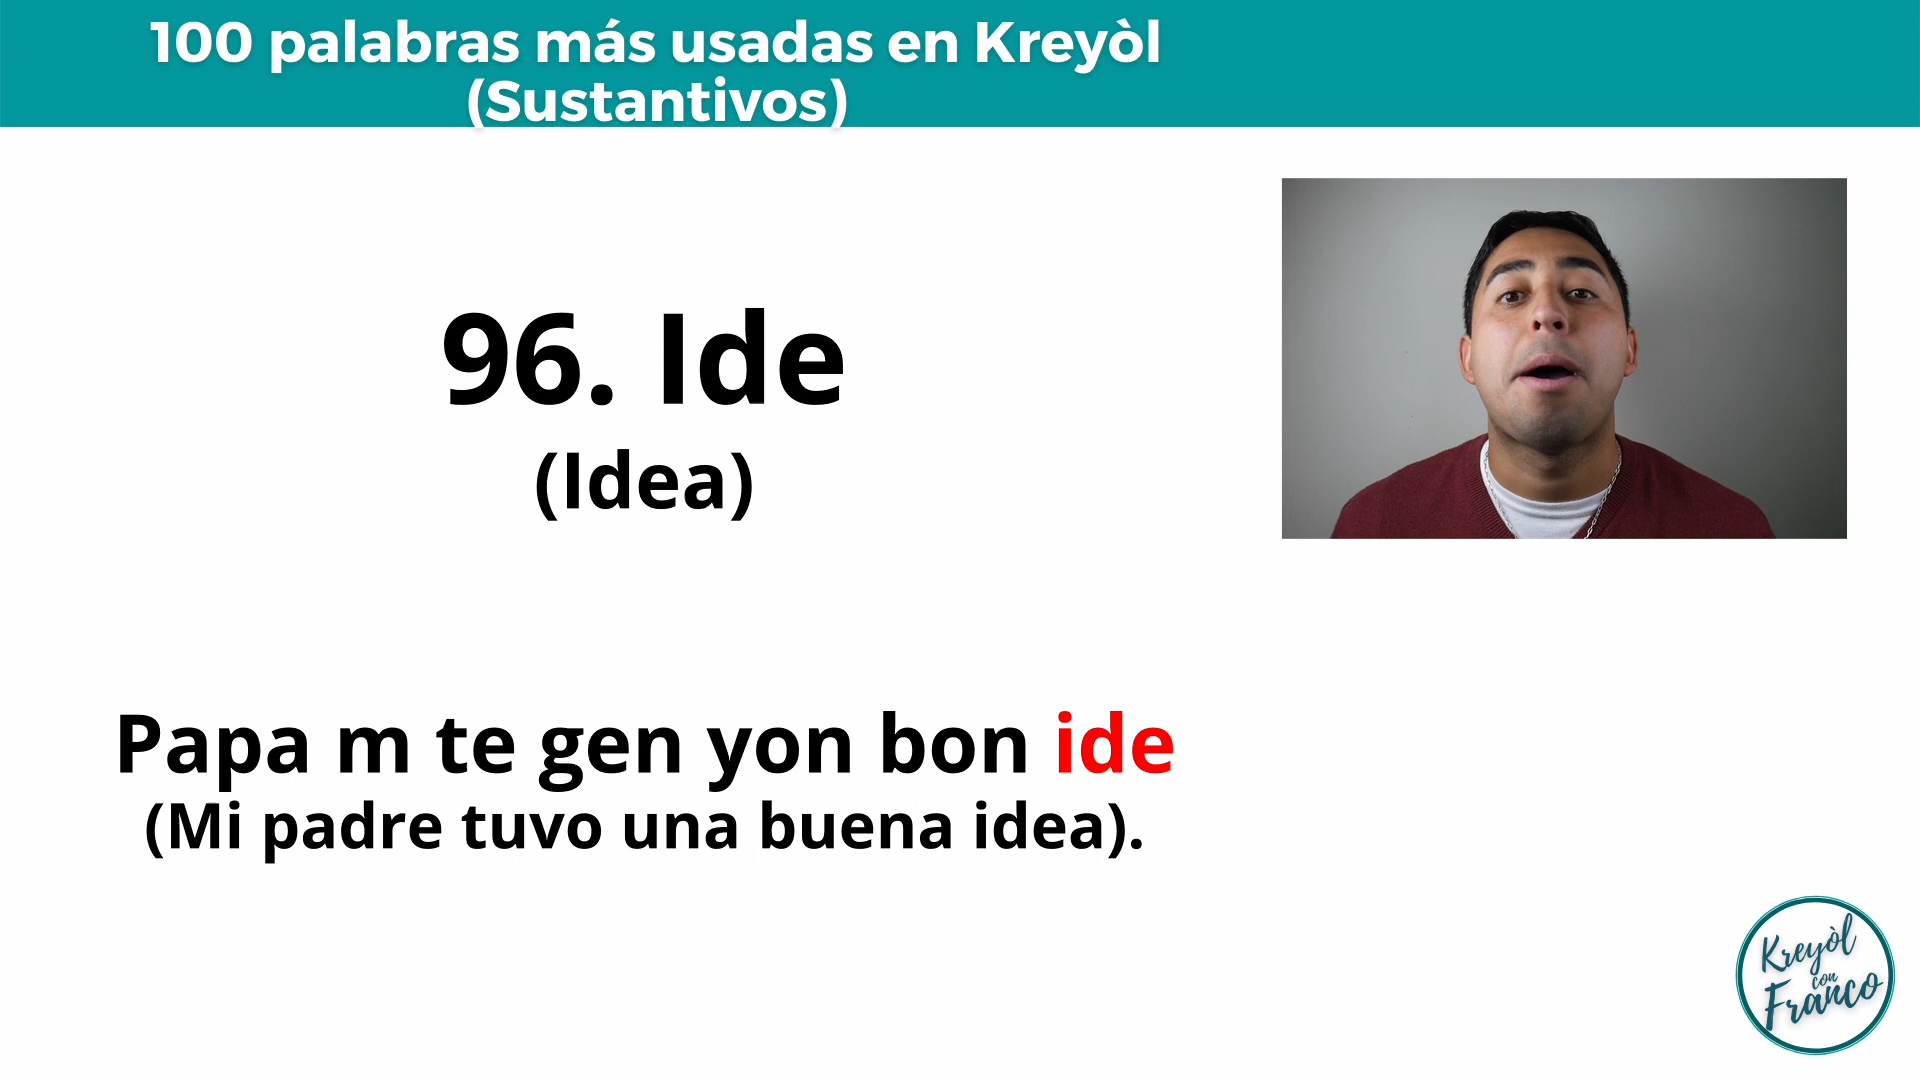 100 palabras más usadas en Kreyòl
(Sustantivos)
96. Ide
(Idea)
Papa m te gen yon bon ide
(Mi padre tuvo una buena idea).
Kreyòl
con
Franco